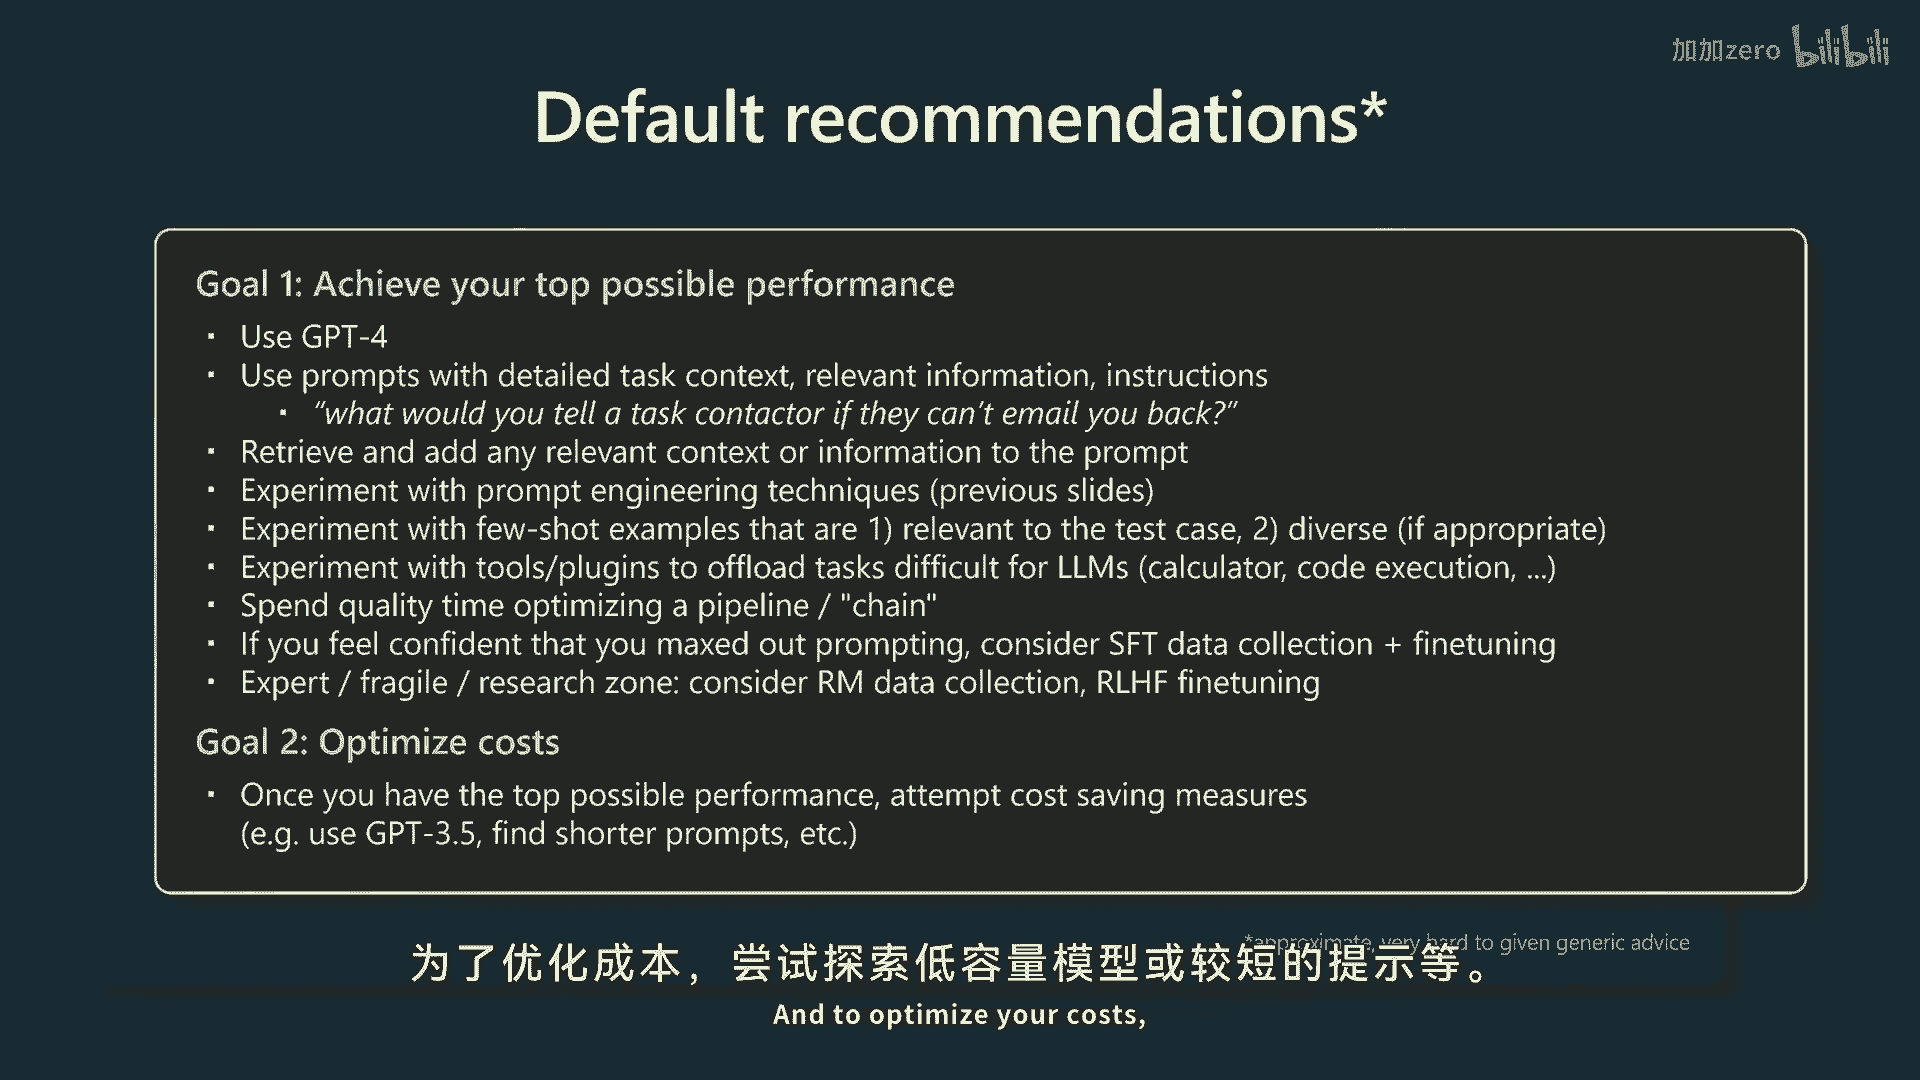 加加zero bilibili
Default recommendations*
Goal 1: Achieve your top possible performance
▪ Use GPT-4
▪ Use prompts with detailed task context, relevant information, instructions
▪ “what would you tell a task contactor if they can’t email you back?”
▪ Retrieve and add any relevant context or information to the prompt
▪ Experiment with prompt engineering techniques (previous slides)
▪ Experiment with few-shot examples that are 1) relevant to the test case, 2) diverse (if appropriate)
▪ Experiment with tools/plugins to offload tasks difficult for LLMs (calculator, code execution, ...)
▪ Spend quality time optimizing a pipeline / "chain"
▪ If you feel confident that you maxed out prompting, consider SFT data collection + finetuning
▪ Expert / fragile / research zone: consider RM data collection, RLHF finetuning
Goal 2: Optimize costs
▪ Once you have the top possible performance, attempt cost saving measures
(e.g. use GPT-3.5, find shorter prompts, etc.)
*approximate, very hard to given generic advice
为了优化成本，尝试探索低容量模型或较短的提示等。
And to optimize your costs,